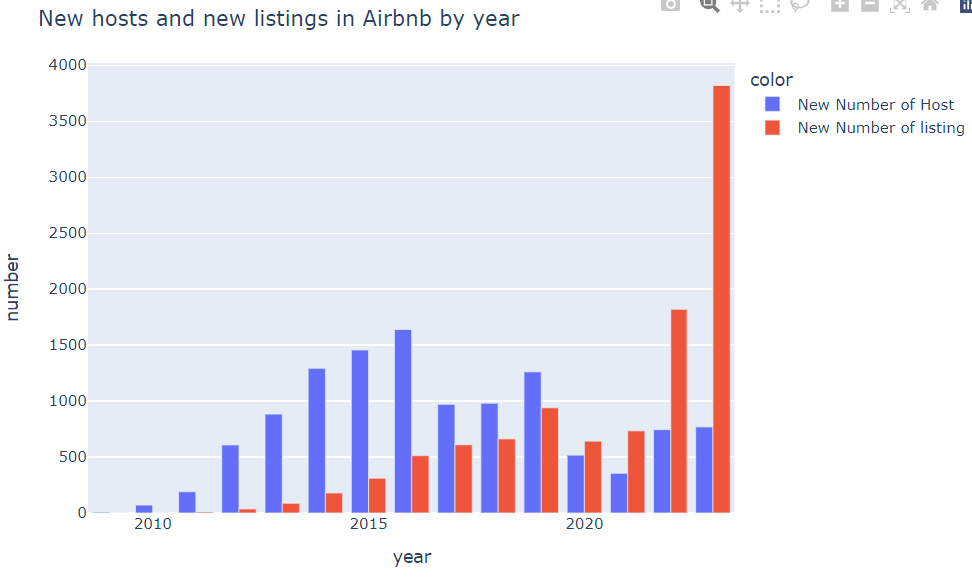 New hosts and new listings in Airbnb by year
4000
3500
3000
2500
2000
1500
1000
500
0
number
2010
2015
2020
year
color
New Number of Host
New Number of listing